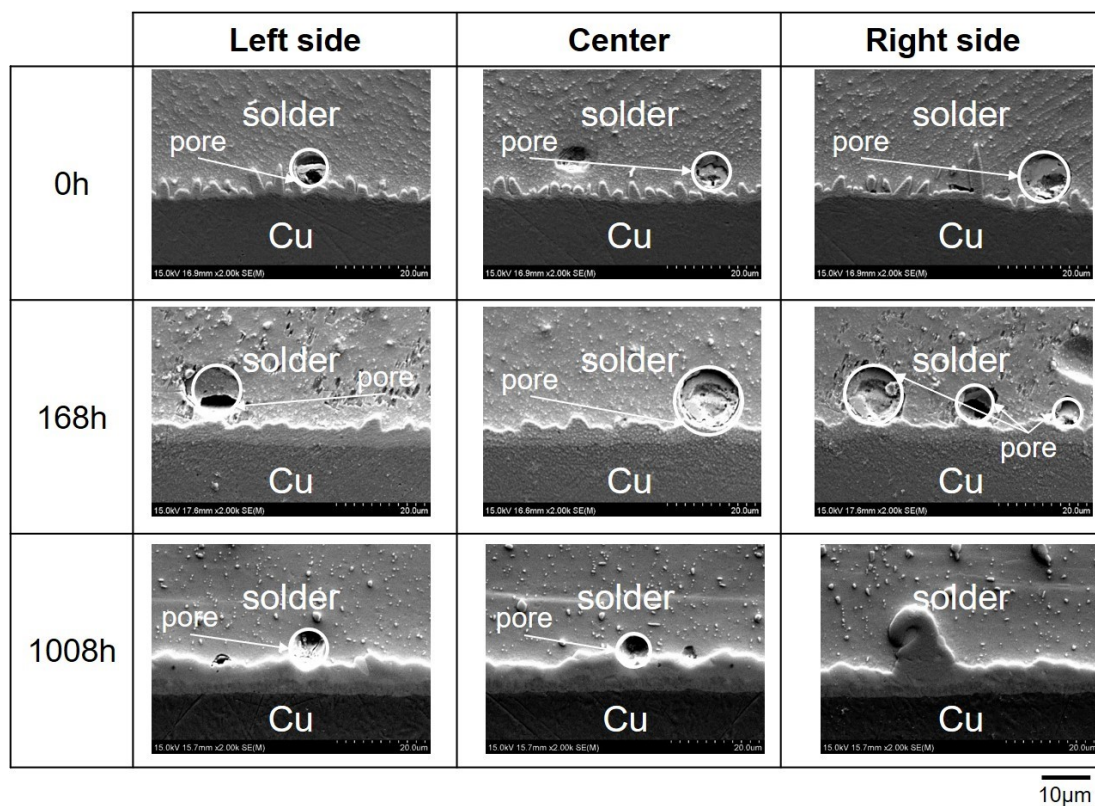 Left side
Center
Right side
0h
solder
pore
Cu
15.0kV 16.9mm x2.00k SE(M)
20.0um
solder
pore
Cu
15.0kV 16.9mm x2.00k SE(M)
20.0um
solder
pore
Cu
15.0kV 16.9mm x2.00k SE(M)
20.0um
168h
solder
pore
Cu
15.0kV 17.6mm x2.00k SE(M)
20.0um
solder
pore
Cu
15.0kV 16.6mm x2.00k SE(M)
20.0um
solder
pore
Cu
15.0kV 17.6mm x2.00k SE(M)
20.0um
1008h
solder
pore
Cu
15.0kV 15.7mm x2.00k SE(M)
20.0um
solder
pore
Cu
15.0kV 15.7mm x2.00k SE(M)
20.0um
solder
Cu
15.0kV 15.7mm x2.00k SE(M)
20.0um
10μm